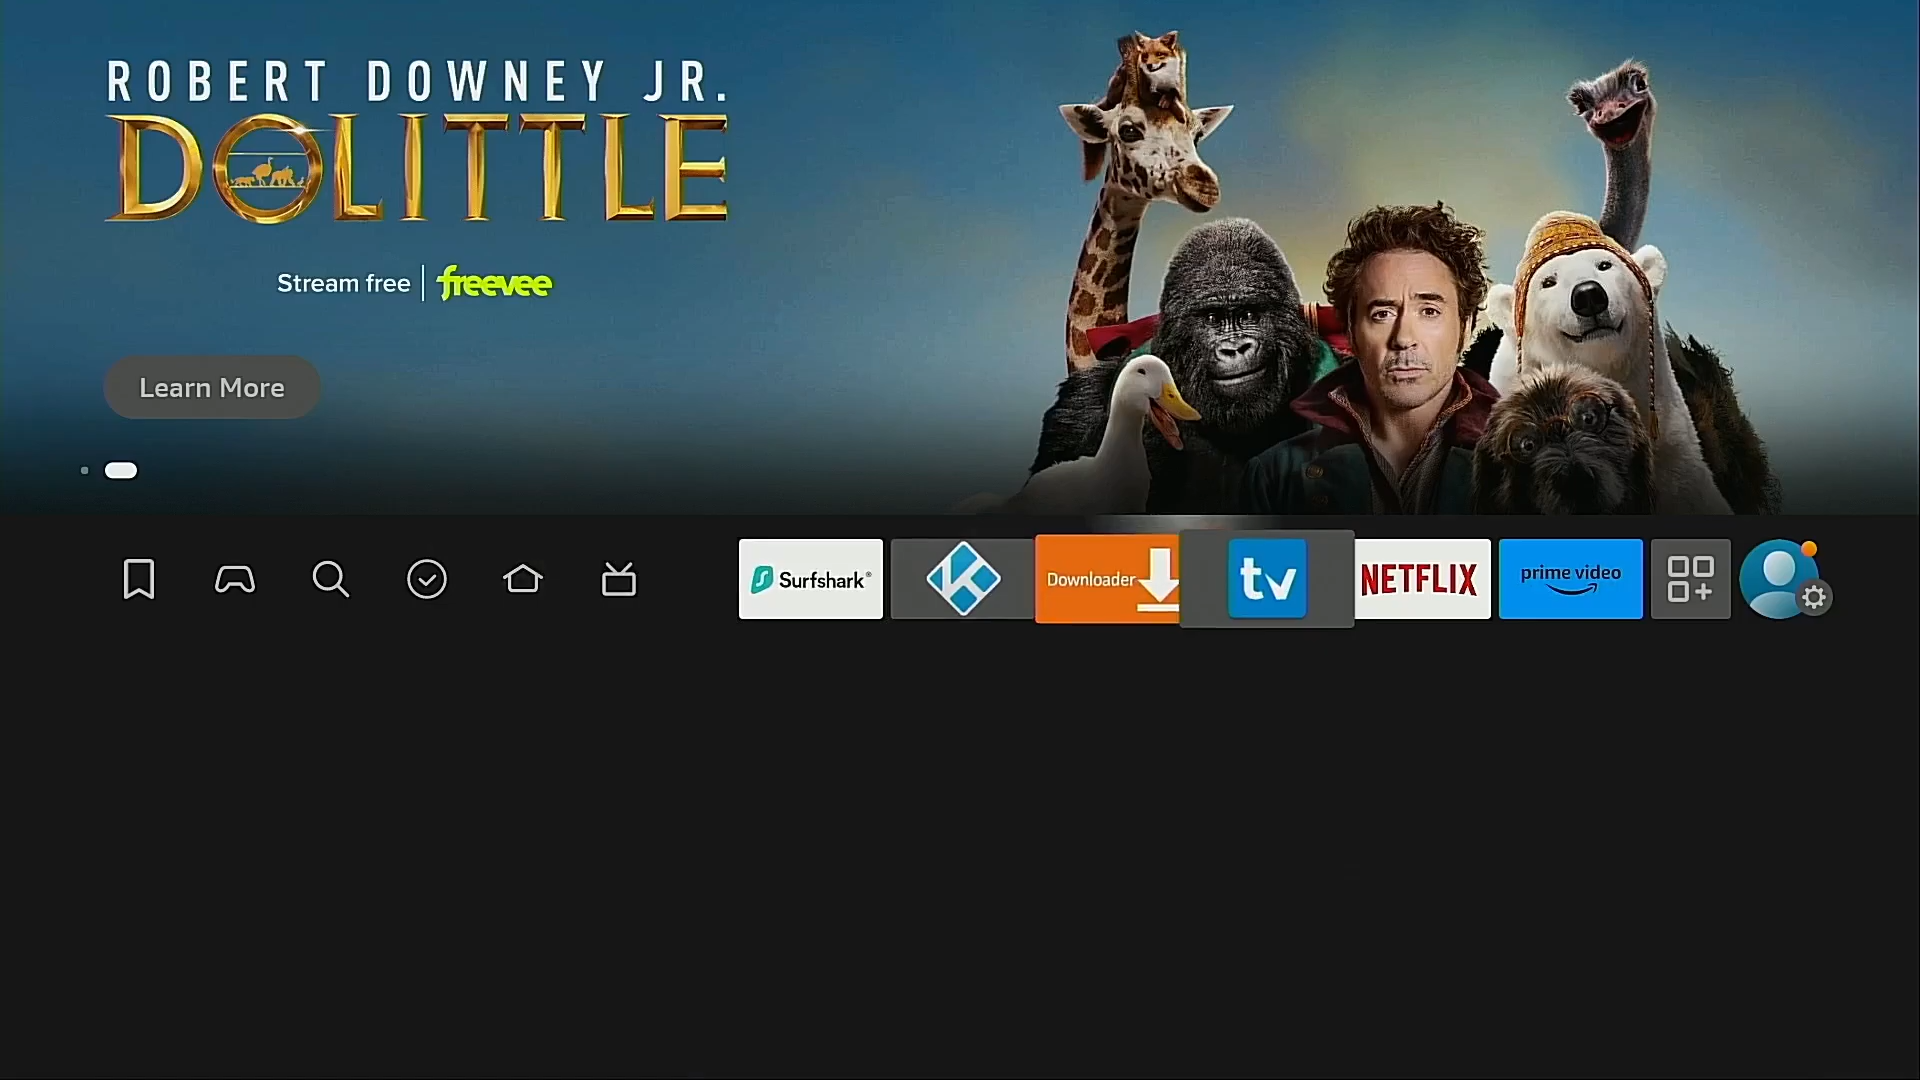 ROBERT DOWNEY JR.
DOLITTLE
Stream free | freevee
Learn More
Surfshark®
Downloader
tv
NETFLIX
prime video